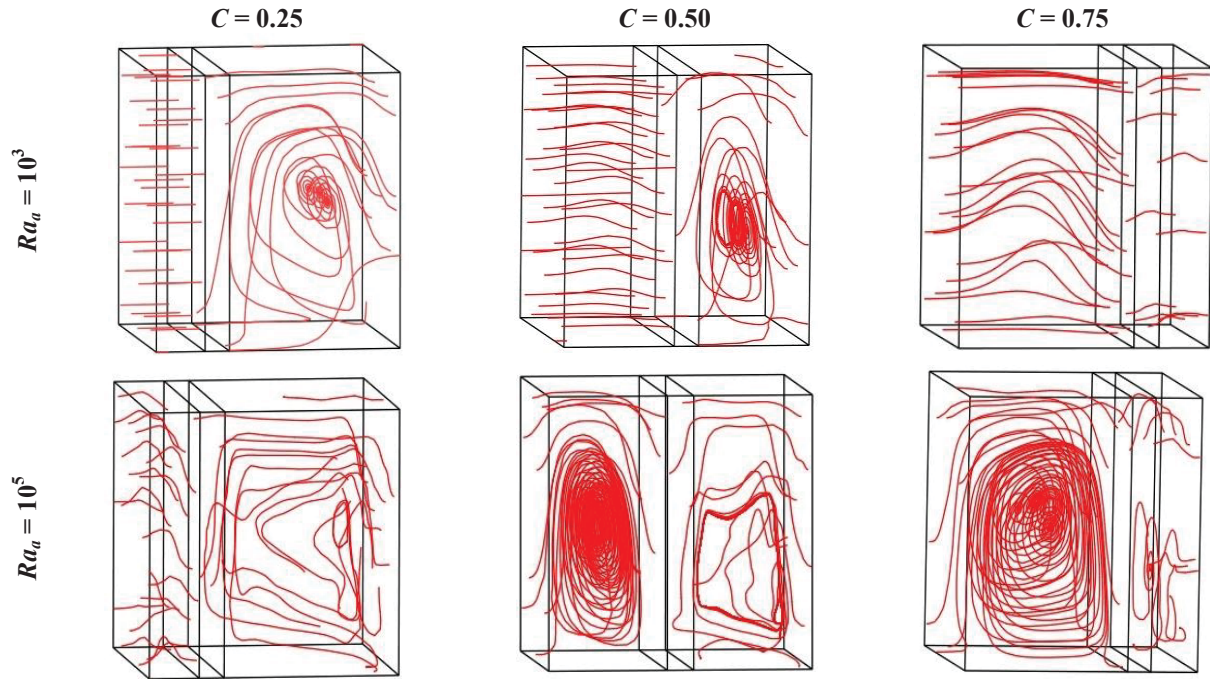 C = 0.25
C = 0.50
C = 0.75
Raₐ = 10³
Raₐ = 10⁵